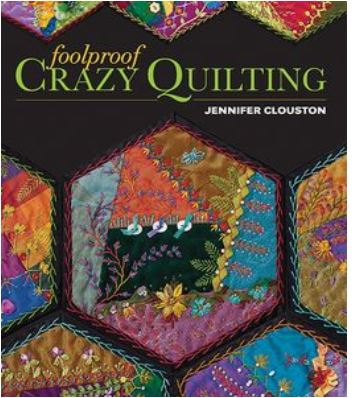 foolproof
CRAZY QUILTING
JENNIFER CLOUSTON